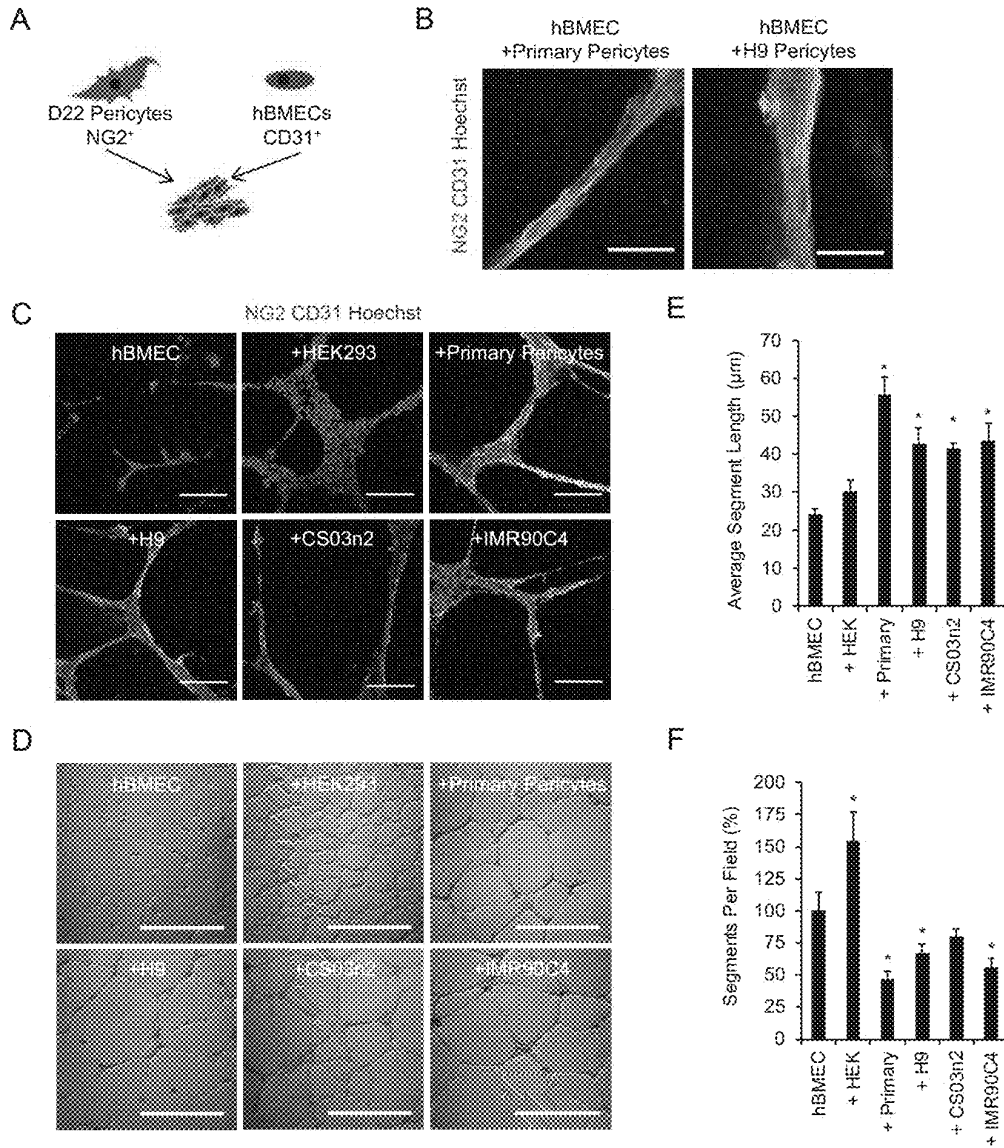 A
D22 Pericytes
NG2⁺
hBMECs
CD31⁺
B
hBMEC
+Primary Pericytes
hBMEC
+H9 Pericytes
NG2 CD31 Hoechst
C
NG2 CD31 Hoechst
hBMEC
+HEK293
+Primary Pericytes
+H9
+CS03n2
+IMR90C4
D
hBMEC
+HEK293
+Primary Pericytes
+H9
+CS03n2
+IMR90C4
E
Average Segment Length (μm)
70
60
50
40
30
20
10
0
*
*
*
*
hBMEC
+ HEK
+ Primary
+ H9
+ CS03n2
+ IMR90C4
F
Segments Per Field (%)
200
175
150
125
100
75
50
25
0
*
*
*
*
hBMEC
+ HEK
+ Primary
+ H9
+ CS03n2
+ IMR90C4